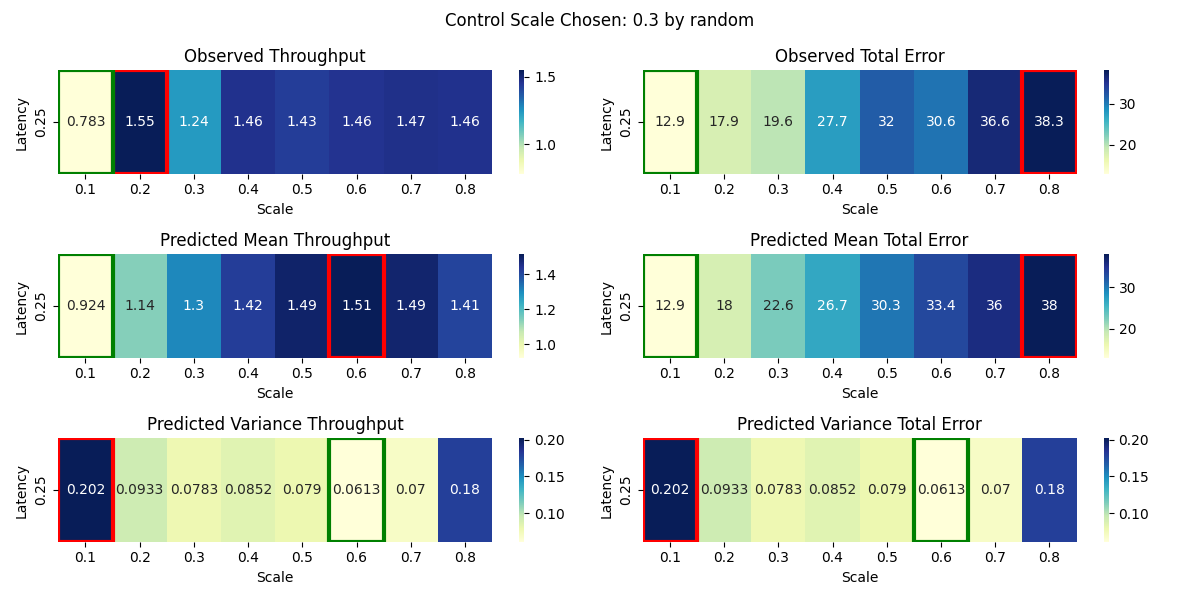 Control Scale Chosen: 0.3 by random
Observed Throughput
Latency
0.25
0.783 1.55 1.24 1.46 1.43 1.46 1.47 1.46
0.1 0.2 0.3 0.4 0.5 0.6 0.7 0.8
Scale
1.5
1.0
Observed Total Error
Latency
0.25
12.9 17.9 19.6 27.7 32 30.6 36.6 38.3
0.1 0.2 0.3 0.4 0.5 0.6 0.7 0.8
Scale
30
20
Predicted Mean Throughput
Latency
0.25
0.924 1.14 1.3 1.42 1.49 1.51 1.49 1.41
0.1 0.2 0.3 0.4 0.5 0.6 0.7 0.8
Scale
1.4
1.2
1.0
Predicted Mean Total Error
Latency
0.25
12.9 18 22.6 26.7 30.3 33.4 36 38
0.1 0.2 0.3 0.4 0.5 0.6 0.7 0.8
Scale
30
20
Predicted Variance Throughput
Latency
0.25
0.202 0.0933 0.0783 0.0852 0.079 0.0613 0.07 0.18
0.1 0.2 0.3 0.4 0.5 0.6 0.7 0.8
Scale
0.20
0.15
0.10
Predicted Variance Total Error
Latency
0.25
0.202 0.0933 0.0783 0.0852 0.079 0.0613 0.07 0.18
0.1 0.2 0.3 0.4 0.5 0.6 0.7 0.8
Scale
0.20
0.15
0.10